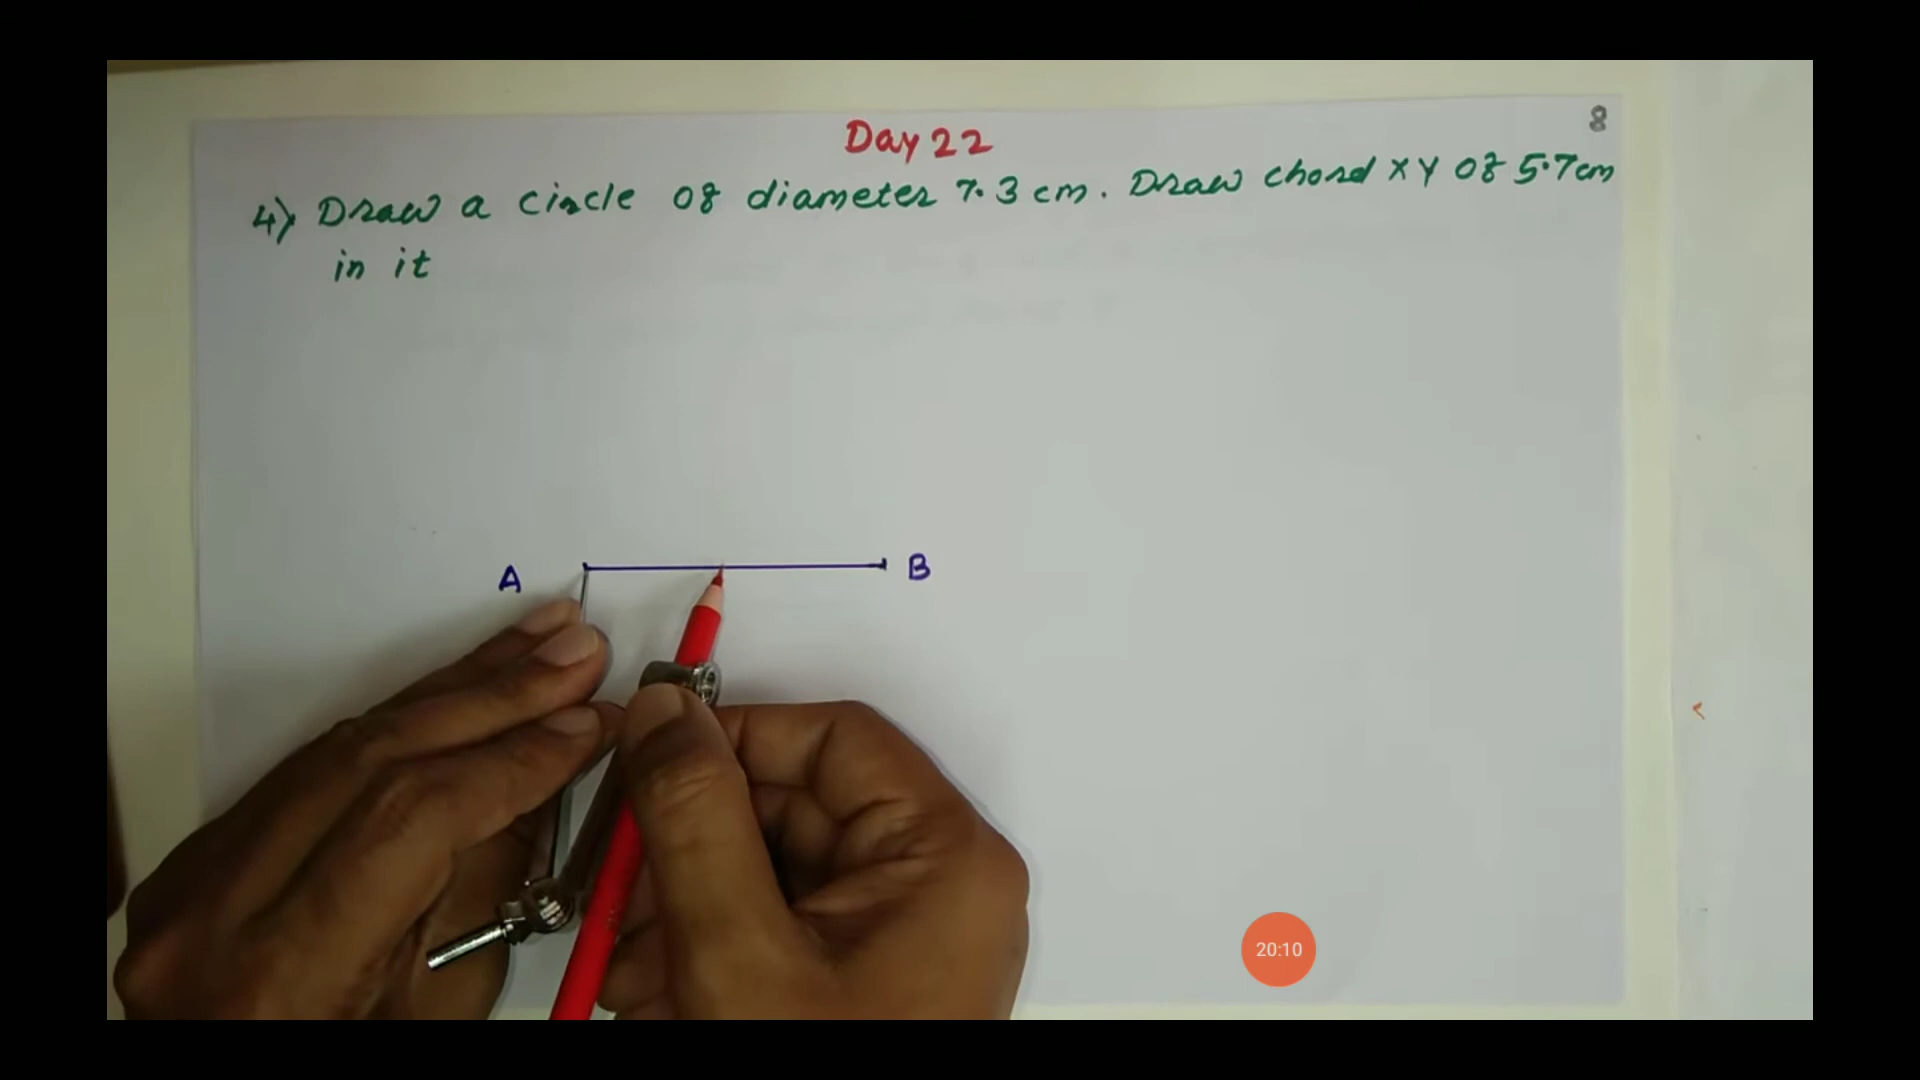 Day 22
8
4) Draw a circle of diameter 7.3 cm. Draw chord XY of 5.7cm
in it
A
B
20:10